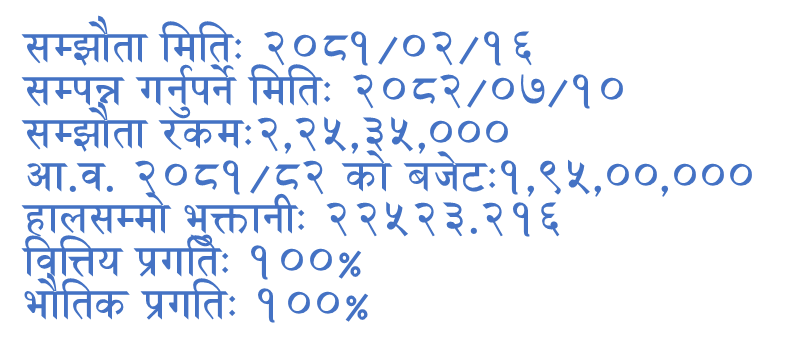 सम्झौता मितिः २०८१/०२/१६
सम्पन्न गर्नुपर्ने मितिः २०८२/०७/१०
सम्झौता रकमः२,२५,३५,०००
आ.व. २०८१/८२ को बजेटः१,९५,००,०००
हालसम्मो भुक्तानीः २२५२३.२१६
वित्तिय प्रगतिः १००%
भौतिक प्रगतिः १००%